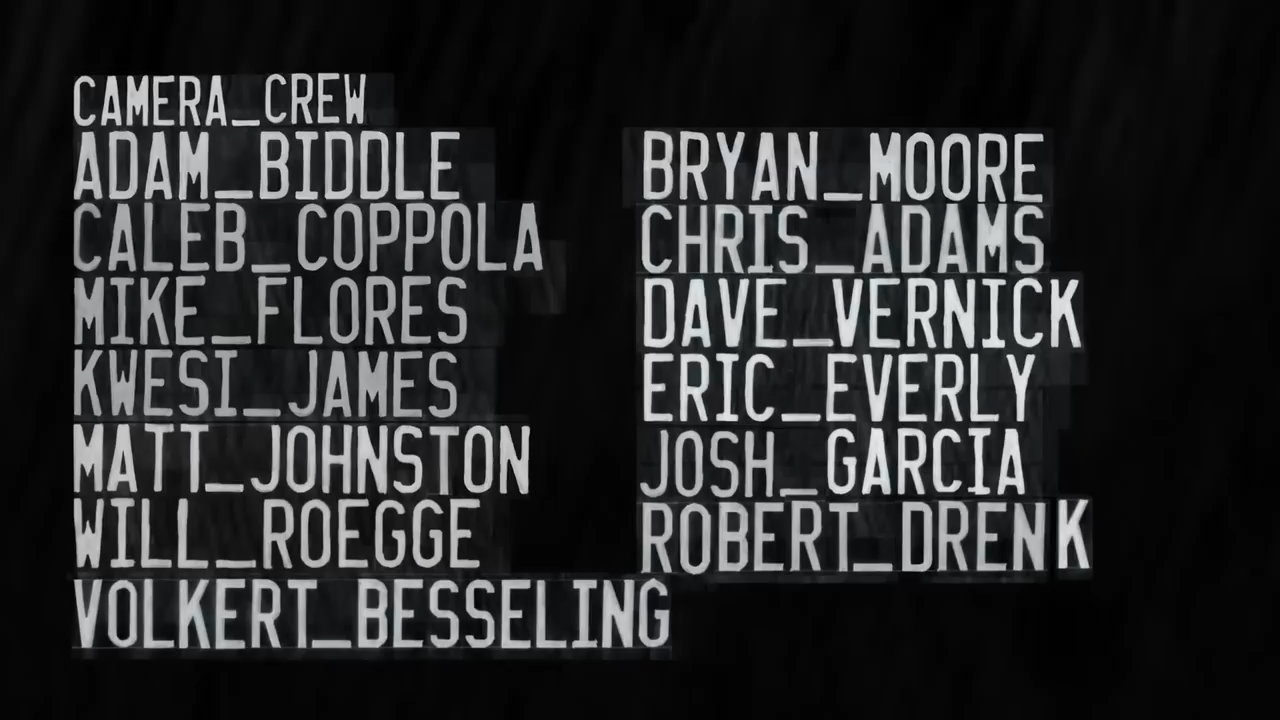 CAMERA_CREW
ADAM_BIDDLE
CALEB_COPPOLA
MIKE_FLORES
KWESI_JAMES
MATT_JOHNSTON
WILL_ROEGGE
VOLKERT_BESSELING
BRYAN_MOORE
CHRIS_ADAMS
DAVE_VERNICK
ERIC_EVERLY
JOSH_GARCIA
ROBERT_DRENK